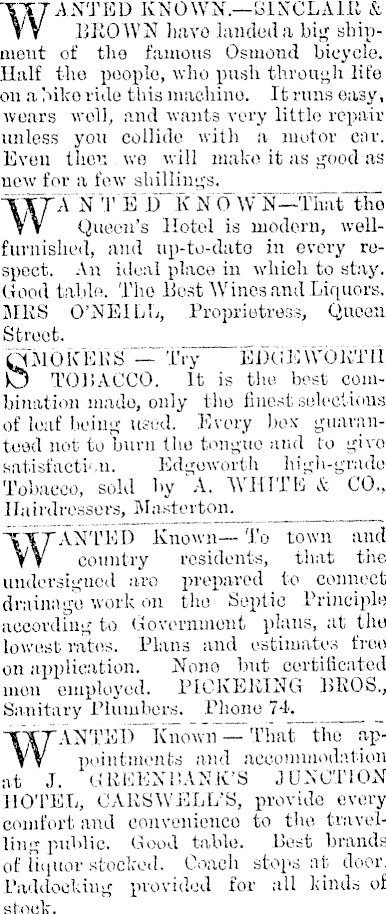 WANTED KNOWN.—SINCLAIR &
BROWN have landed a big ship-
ment of the famous Osmond bicycle.
Half the people, who push through life
on a bike ride this machine. It runs easy,
wears well, and wants very little repair
unless you collide with a motor car.
Even then we will make it as good as
new for a few shillings.
WANTED KNOWN—That the
Queen's Hotel is modern, well-
furnished, and up-to-date in every re-
spect. An ideal place in which to stay.
Good table. The Best Wines and Liquors.
MRS O'NEILL, Proprietress, Queen
Street.
SMOKERS — Try EDGEWORTH
TOBACCO. It is the best com-
bination made, only the finest selections
of leaf being used. Every box guaran-
teed not to burn the tongue and to give
satisfaction. Edgeworth high-grade
Tobacco, sold by A. WHITE & CO.,
Hairdressers, Masterton.
WANTED Known—To town and
country residents, that the
undersigned are prepared to connect
drainage work on the Septic Principle
according to Government plans, at the
lowest rates. Plans and estimates free
on application. None but certificated
men employed. PICKERING BROS.,
Sanitary Plumbers. Phone 74.
WANTED Known—That the ap-
pointments and accommodation
at J. GREENBANK'S JUNCTION
HOTEL, CARSWELL'S, provide every
comfort and convenience to the travel-
ling public. Good table. Best brands
of liquor stocked. Coach stops at door.
Paddocking provided for all kinds of
stock.